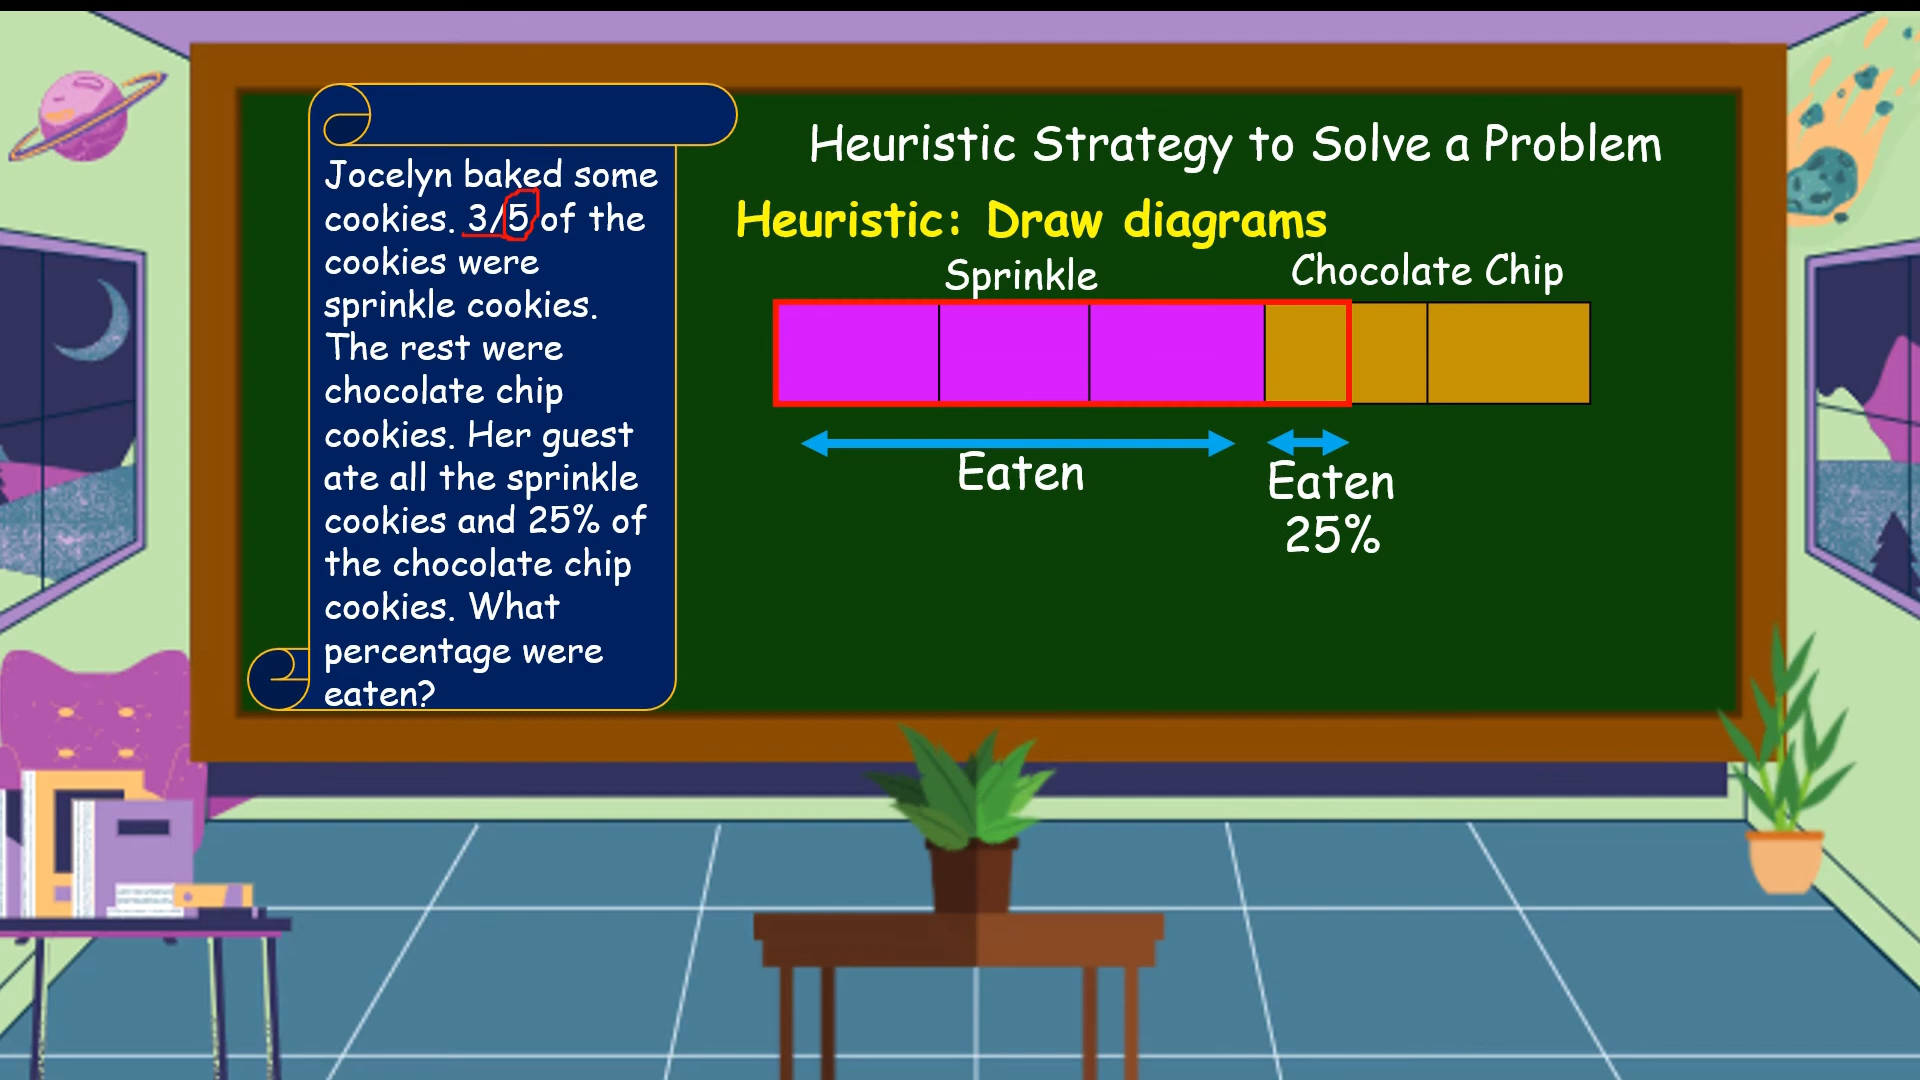 Jocelyn baked some
cookies. 3/5 of the
cookies were
sprinkle cookies.
The rest were
chocolate chip
cookies. Her guest
ate all the sprinkle
cookies and 25% of
the chocolate chip
cookies. What
percentage were
eaten?
Heuristic Strategy to Solve a Problem
Heuristic: Draw diagrams
Sprinkle
Chocolate Chip
Eaten
Eaten
25%